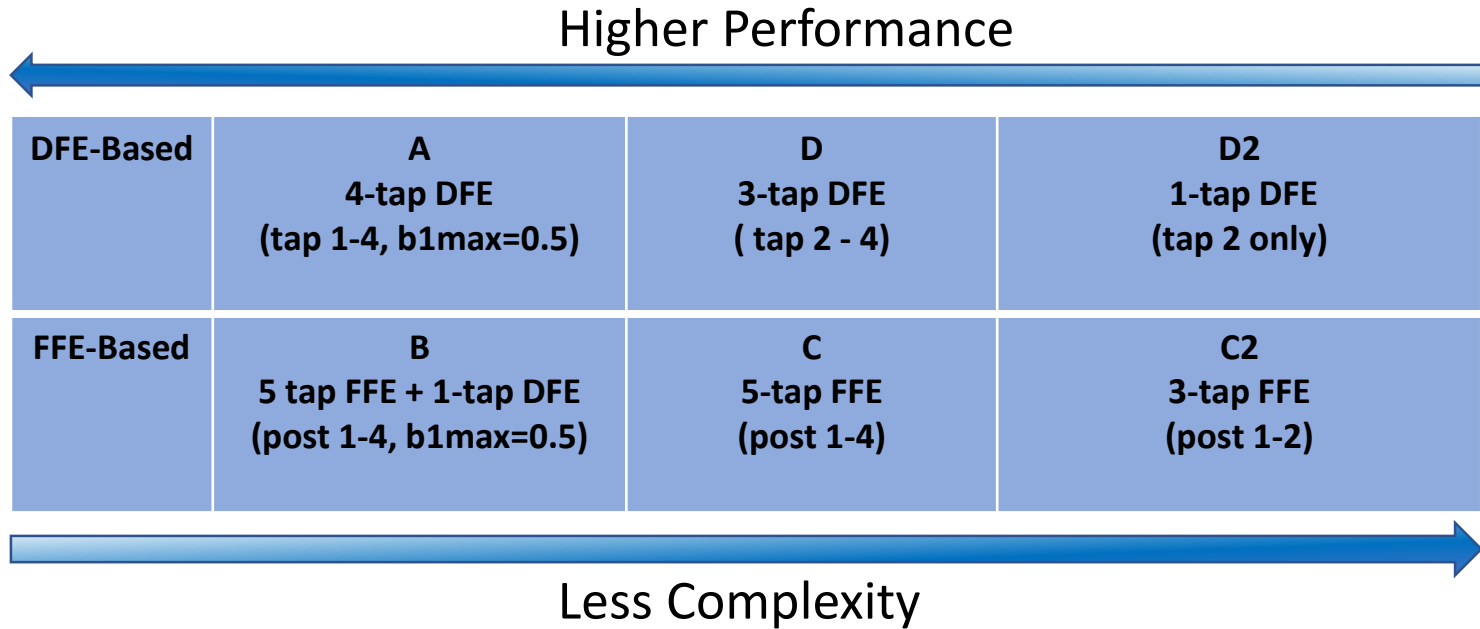 Higher Performance
DFE-Based
A
4-tap DFE
(tap 1-4, b1max=0.5)
D
3-tap DFE
( tap 2 - 4)
D2
1-tap DFE
(tap 2 only)
FFE-Based
B
5 tap FFE + 1-tap DFE
(post 1-4, b1max=0.5)
C
5-tap FFE
(post 1-4)
C2
3-tap FFE
(post 1-2)
Less Complexity